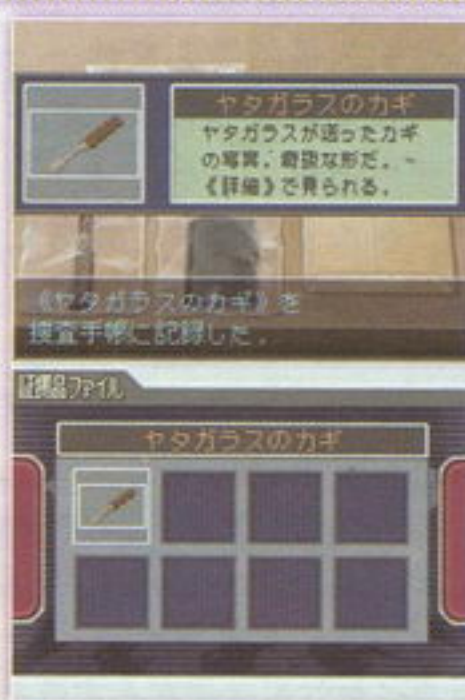 ヤタガラスのカギ
ヤタガラスが送ったカギ
の写真。奇妙な形だ。~
《詳細》で見られる。
《ヤタガラスのカギ》を
捜査手帳に記録した。
証拠品ファイル
ヤタガラスのカギ